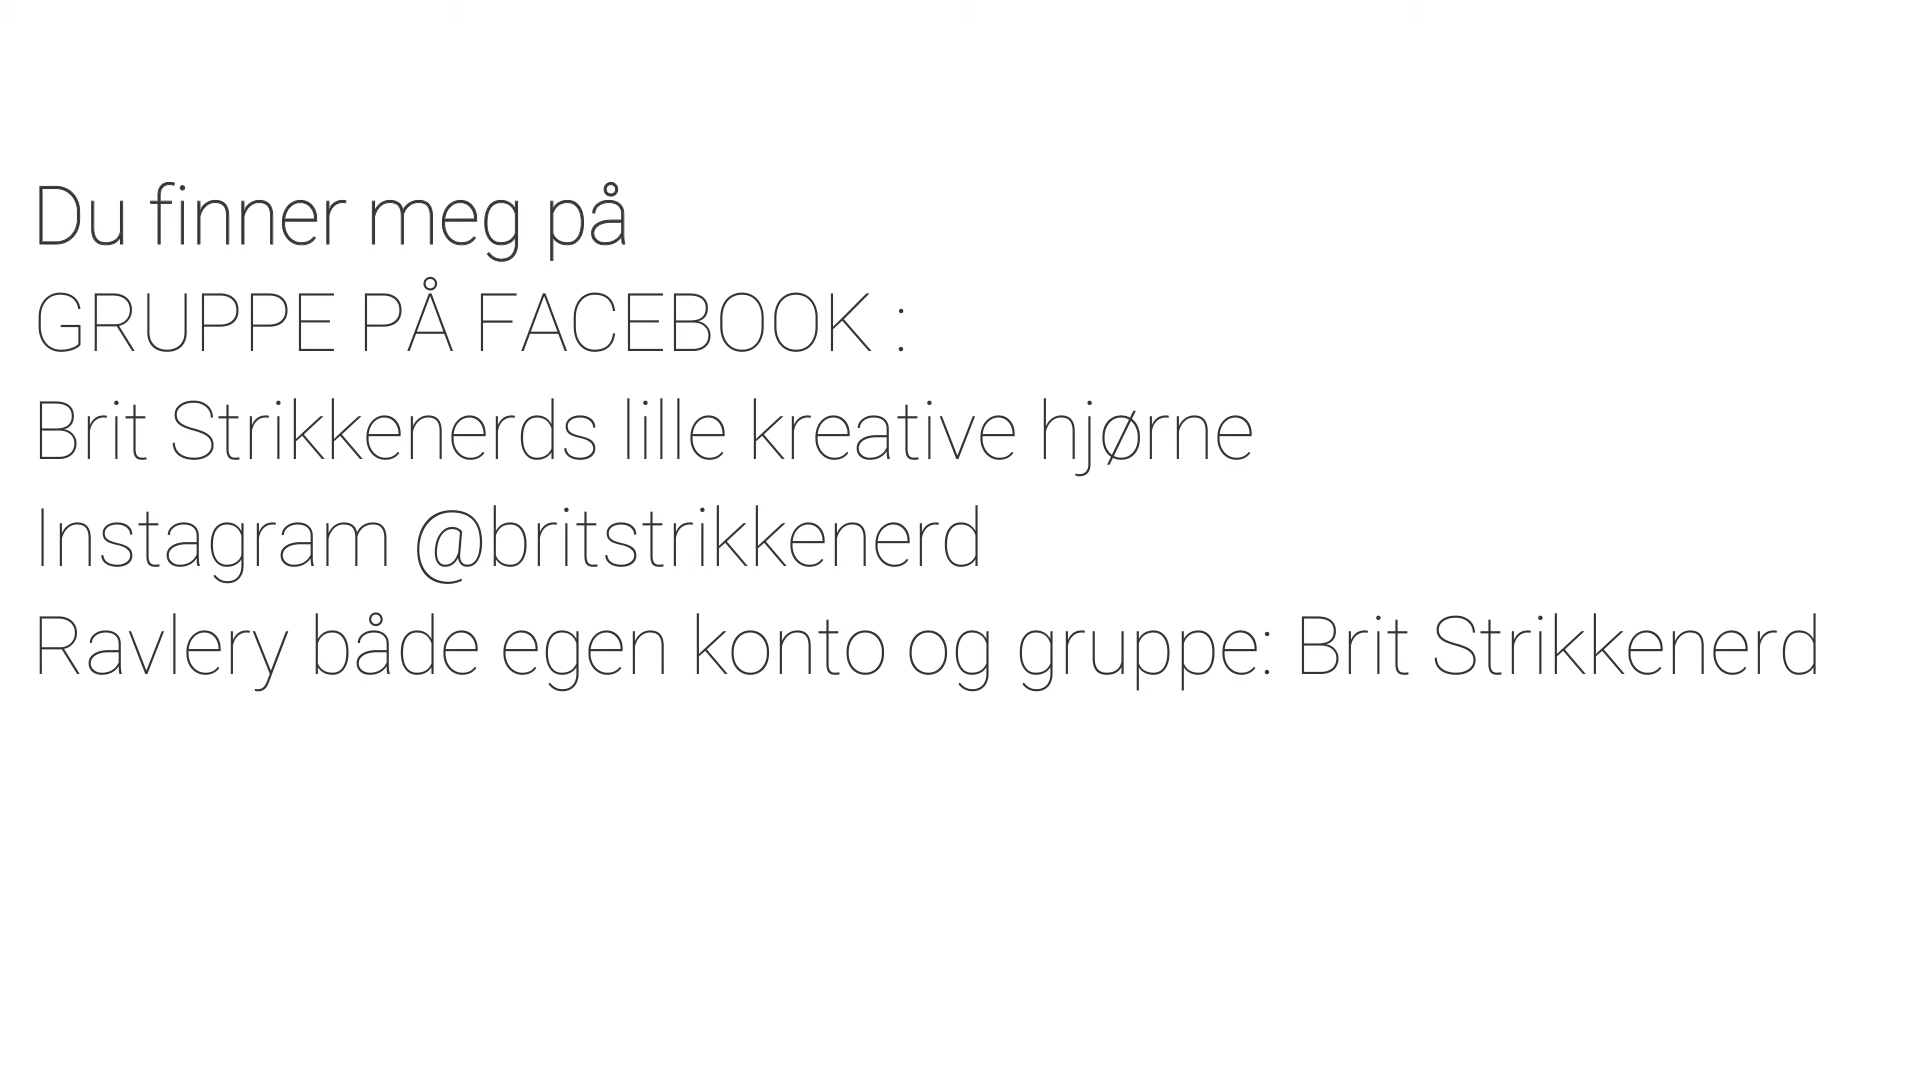 Du finner meg på
GRUPPE PÅ FACEBOOK :
Brit Strikkenerds lille kreative hjørne
Instagram @britstrikkenerd
Ravlery både egen konto og gruppe: Brit Strikkenerd